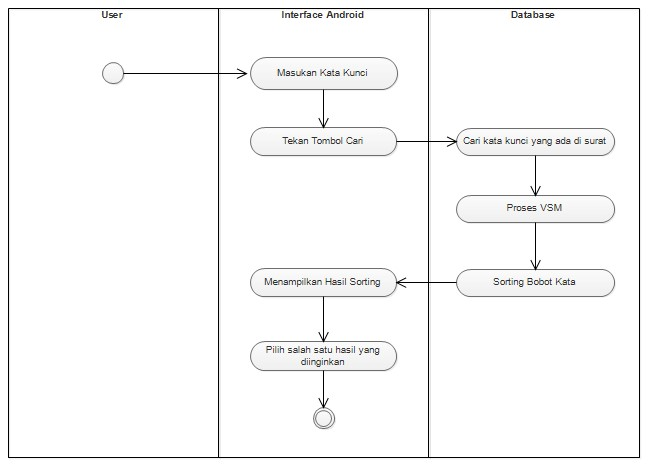 User
Interface Android
Database
Masukan Kata Kunci
Tekan Tombol Cari
Cari kata kunci yang ada di surat
Proses VSM
Sorting Bobot Kata
Menampilkan Hasil Sorting
Pilih salah satu hasil yang
diinginkan